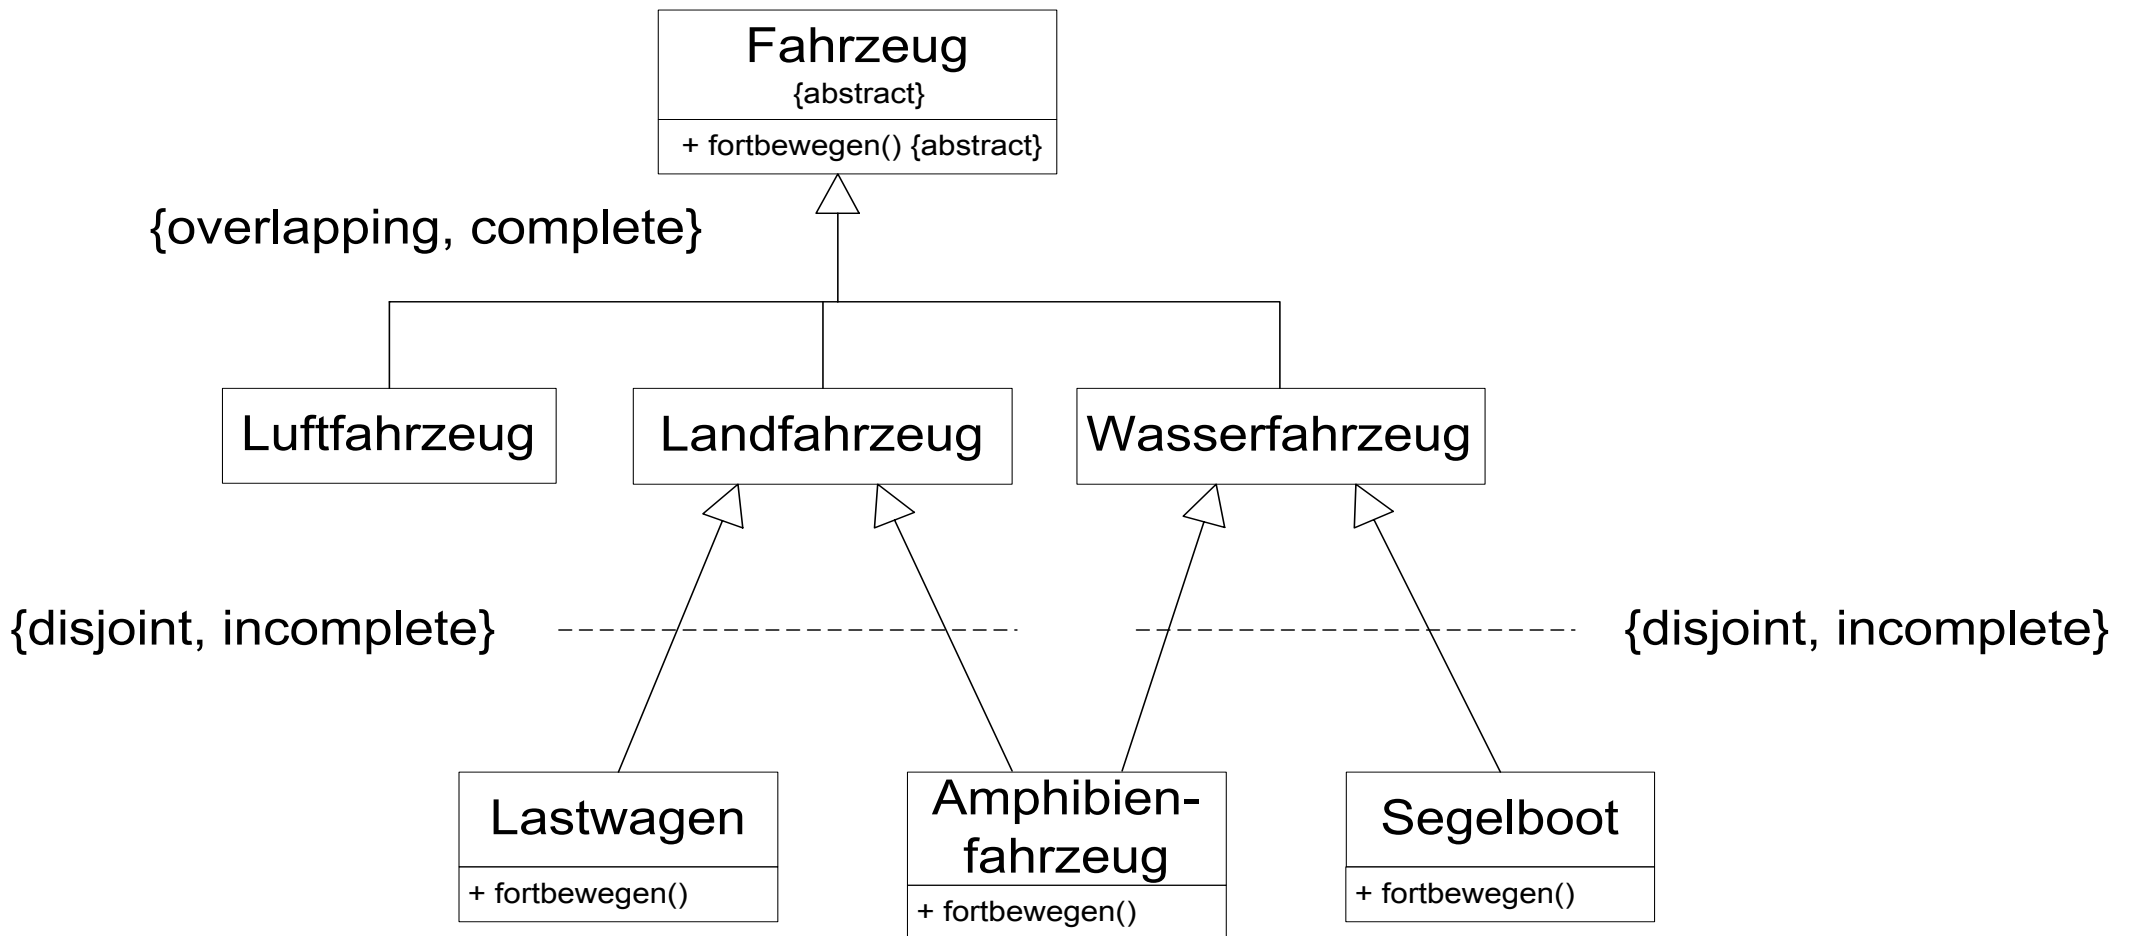 Fahrzeug
{abstract}
+ fortbewegen() {abstract}
{overlapping, complete}
Luftfahrzeug
Landfahrzeug
Wasserfahrzeug
{disjoint, incomplete}
{disjoint, incomplete}
Lastwagen
+ fortbewegen()
Amphibien-
fahrzeug
+ fortbewegen()
Segelboot
+ fortbewegen()